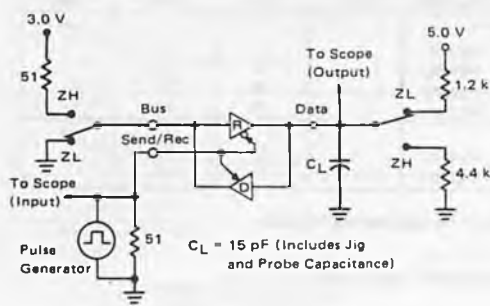 3.0 V
5.0 V
To Scope
(Output)
51
ZH
ZL
1.2 k
Bus
R
Data
Send/Rec
ZL
ZH
To Scope
(Input)
D
CL
4.4 k
Pulse
Generator
51
CL = 15 pF (Includes Jig
and Probe Capacitance)